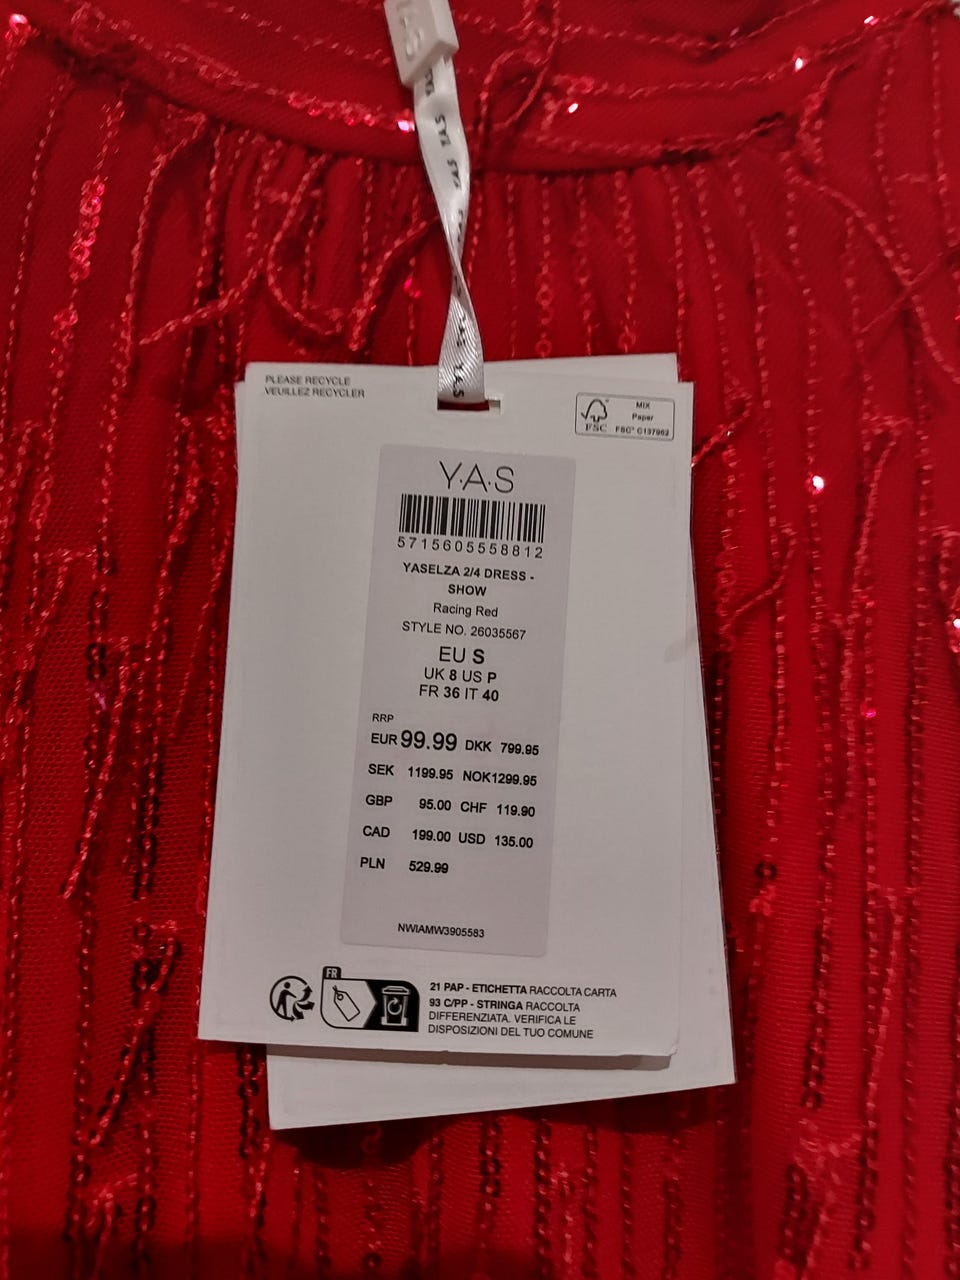 Y.A.S
Y.A.S
Y.A.S
PLEASE RECYCLE
VEUILLEZ RECYCLER
FSC
MIX
Paper
FSC® C137962
Y.A.S
5715605558812
YASELZA 2/4 DRESS -
SHOW
Racing Red
STYLE NO. 26035567
EU S
UK 8 US P
FR 36 IT 40
RRP
EUR 99.99 DKK 799.95
SEK 1199.95 NOK1299.95
GBP 95.00 CHF 119.90
CAD 199.00 USD 135.00
PLN 529.99
NWIAMW3905583
FR
21 PAP - ETICHETTA RACCOLTA CARTA
93 C/PP - STRINGA RACCOLTA
DIFFERENZIATA. VERIFICA LE
DISPOSIZIONI DEL TUO COMUNE